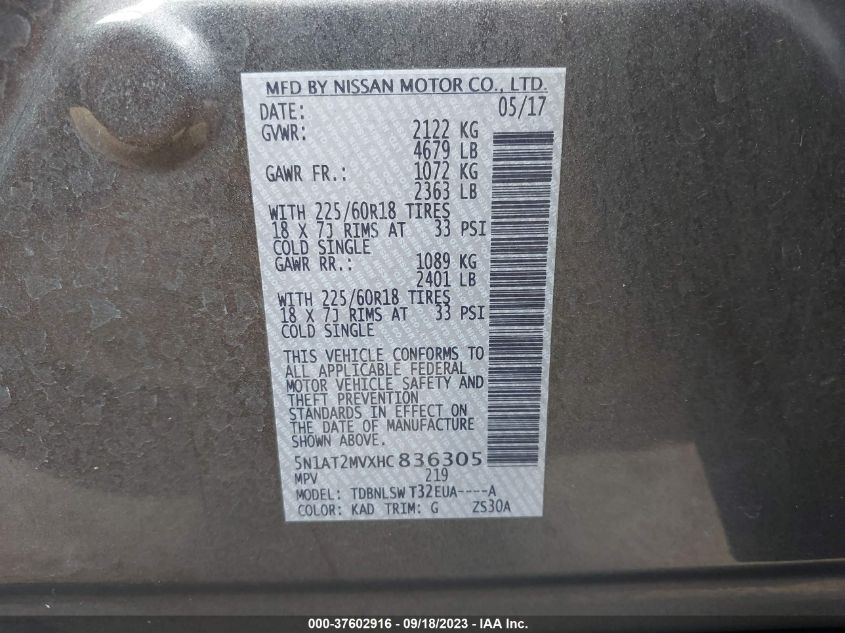 MFD BY NISSAN MOTOR CO., LTD.
DATE: 05/17
GVWR: 2122 KG
4679 LB
GAWR FR.: 1072 KG
2363 LB
WITH 225/60R18 TIRES
18 X 7J RIMS AT 33 PSI
COLD SINGLE
GAWR RR.: 1089 KG
2401 LB
WITH 225/60R18 TIRES
18 X 7J RIMS AT 33 PSI
COLD SINGLE
THIS VEHICLE CONFORMS TO
ALL APPLICABLE FEDERAL
MOTOR VEHICLE SAFETY AND
THEFT PREVENTION
STANDARDS IN EFFECT ON
THE DATE OF MANUFACTURE
SHOWN ABOVE.
5N1AT2MVXHC836305
MPV 219
MODEL: TDBNLSW T32EUA----A
COLOR: KAD TRIM: G ZS30A
000-37602916 - 09/18/2023 - IAA Inc.